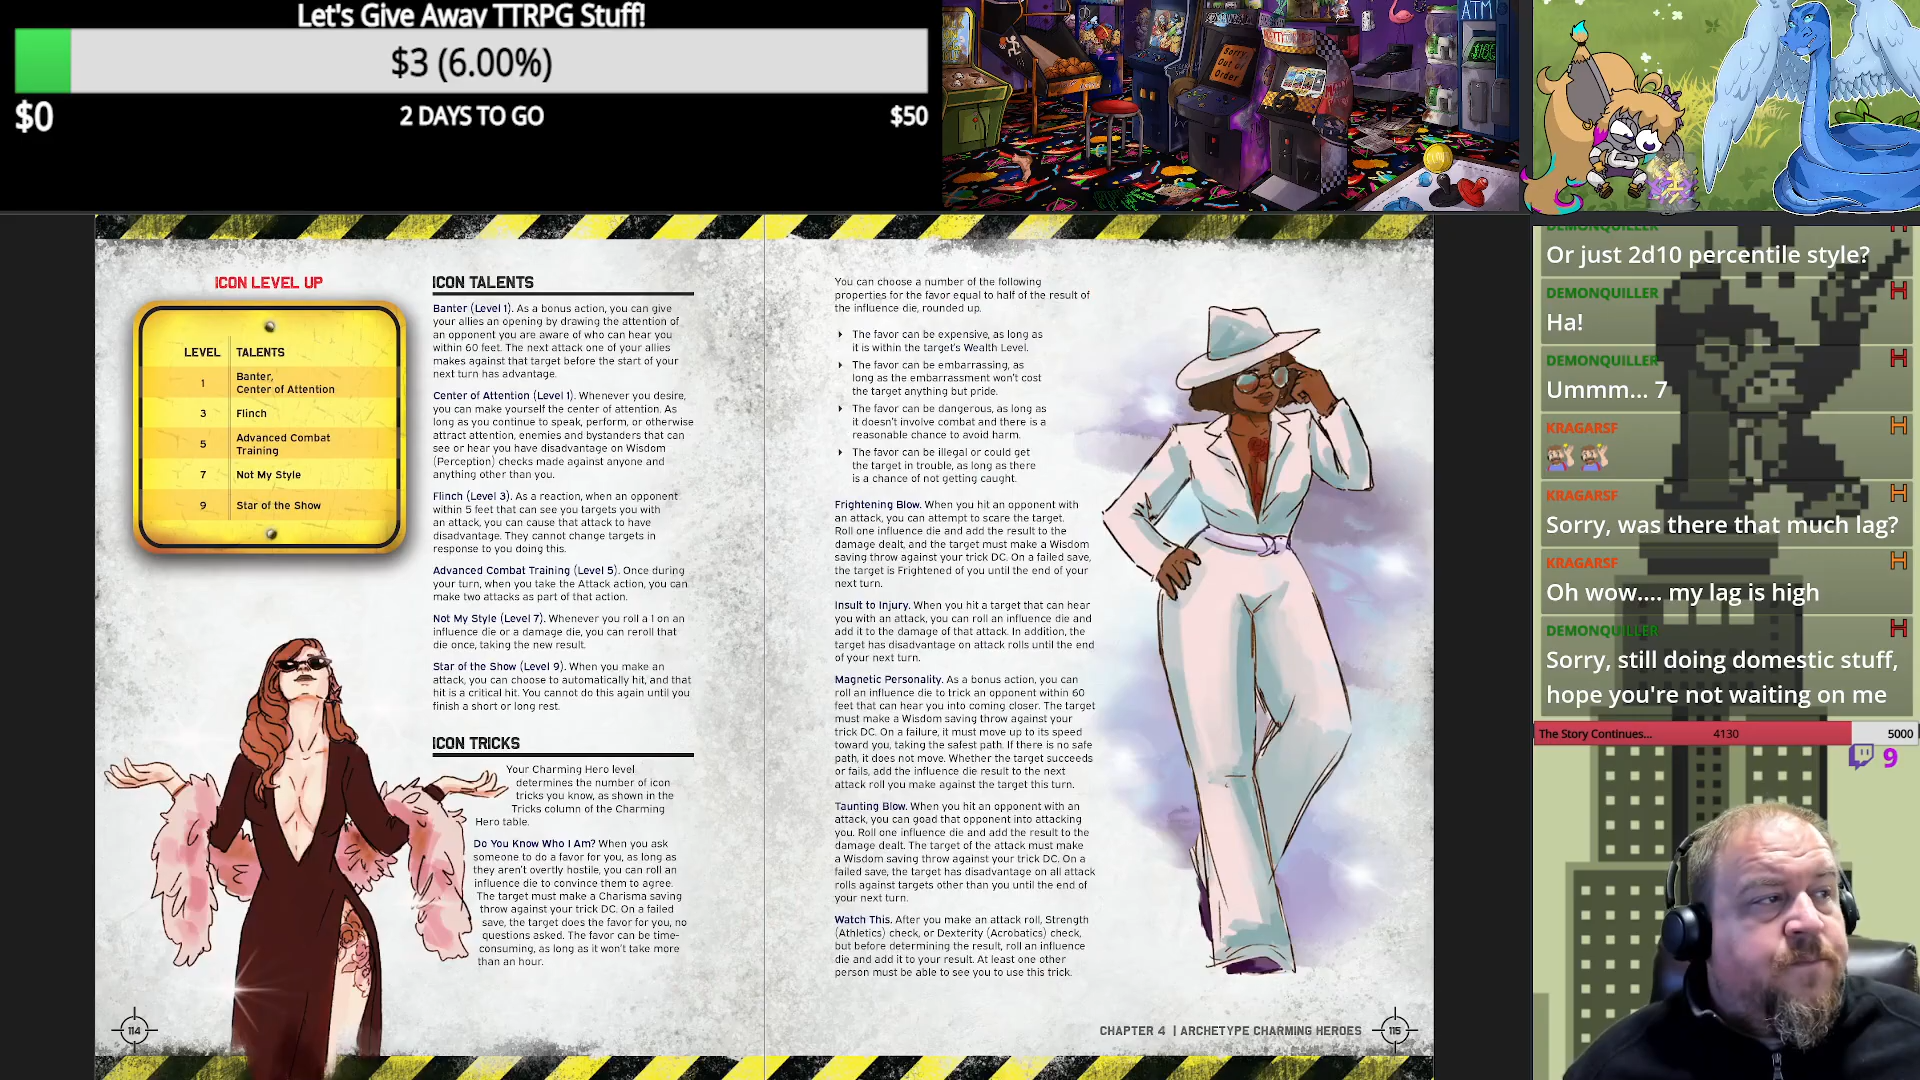 Let's Give Away TTRPG Stuff!
$3 (6.00%)
$0
2 DAYS TO GO
$50
Sorry
Out of
Order
ATM
DEMONQUILLER
Or just 2d10 percentile style?
DEMONQUILLER
Ha!
DEMONQUILLER
Ummm... 7
KRAGARSF
KRAGARSF
Sorry, was there that much lag?
KRAGARSF
Oh wow.... my lag is high
DEMONQUILLER
Sorry, still doing domestic stuff,
hope you're not waiting on me
The Story Continues...
4130
5000
9
ICON LEVEL UP
LEVEL TALENTS
1 Banter,
Center of Attention
3 Flinch
5 Advanced Combat
Training
7 Not My Style
9 Star of the Show
ICON TALENTS
Banter (Level 1). As a bonus action, you can give
your allies an opening by drawing the attention of
an opponent you are aware of who can hear you
within 60 feet. The next attack one of your allies
makes against that target before the start of your
next turn has advantage.
Center of Attention (Level 1). Whenever you desire,
you can make yourself the center of attention. As
long as you continue to speak, perform, or otherwise
attract attention, enemies and bystanders that can
see or hear you have disadvantage on Wisdom
(Perception) checks made against anyone and
anything other than you.
Flinch (Level 3). As a reaction, when an opponent
within 5 feet that can see you targets you with
an attack, you can cause that attack to have
disadvantage. They cannot change targets in
response to you doing this.
Advanced Combat Training (Level 5). Once during
your turn, when you take the Attack action, you can
make two attacks as part of that action.
Not My Style (Level 7). Whenever you roll a 1 on an
influence die or a damage die, you can reroll that
die once, taking the new result.
Star of the Show (Level 9). When you make an
attack, you can choose to automatically hit, and that
hit is a critical hit. You cannot do this again until you
finish a short or long rest.
ICON TRICKS
Your Charming Hero level
determines the number of icon
tricks you know, as shown in the
Tricks column of the Charming
Hero table.
Do You Know Who I Am? When you ask
someone to do a favor for you, as long as
they aren't overtly hostile, you can roll an
influence die to convince them to agree.
The target must make a Charisma saving
throw against your trick DC. On a failed
save, the target does the favor for you, no
questions asked. The favor can be time-
consuming, as long as it won't take more
than an hour.
114
You can choose a number of the following
properties for the favor equal to half of the result of
the influence die, rounded up.
The favor can be expensive, as long as
it is within the target's Wealth Level.
The favor can be embarrassing, as
long as the embarrassment won't cost
the target anything but pride.
The favor can be dangerous, as long as
it doesn't involve combat and there is a
reasonable chance to avoid harm.
The favor can be illegal or could get
the target in trouble, as long as there
is a chance of not getting caught.
Frightening Blow. When you hit an opponent with
an attack, you can attempt to scare the target.
Roll one influence die and add the result to the
damage dealt, and the target must make a Wisdom
saving throw against your trick DC. On a failed save,
the target is Frightened of you until the end of your
next turn.
Insult to Injury. When you hit a target that can hear
you with an attack, you can roll an influence die and
add it to the damage of that attack. In addition, the
target has disadvantage on attack rolls until the end
of your next turn.
Magnetic Personality. As a bonus action, you can
roll an influence die to trick an opponent within 60
feet that can hear you into coming closer. The target
must make a Wisdom saving throw against your
trick DC. On a failure, it must move up to its speed
toward you, taking the safest path. If there is no safe
path, it does not move. Whether the target succeeds
or fails, add the influence die result to the next
attack roll you make against the target this turn.
Taunting Blow. When you hit an opponent with an
attack, you can goad that opponent into attacking
you. Roll one influence die and add the result to the
damage dealt. The target of the attack must make
a Wisdom saving throw against your trick DC. On a
failed save, the target has disadvantage on all attack
rolls against targets other than you until the end of
your next turn.
Watch This. After you make an attack roll, Strength
(Athletics) check, or Dexterity (Acrobatics) check,
but before determining the result, roll an influence
die and add it to your result. At least one other
person must be able to see you to use this trick.
CHAPTER 4 | ARCHETYPE CHARMING HEROES
115